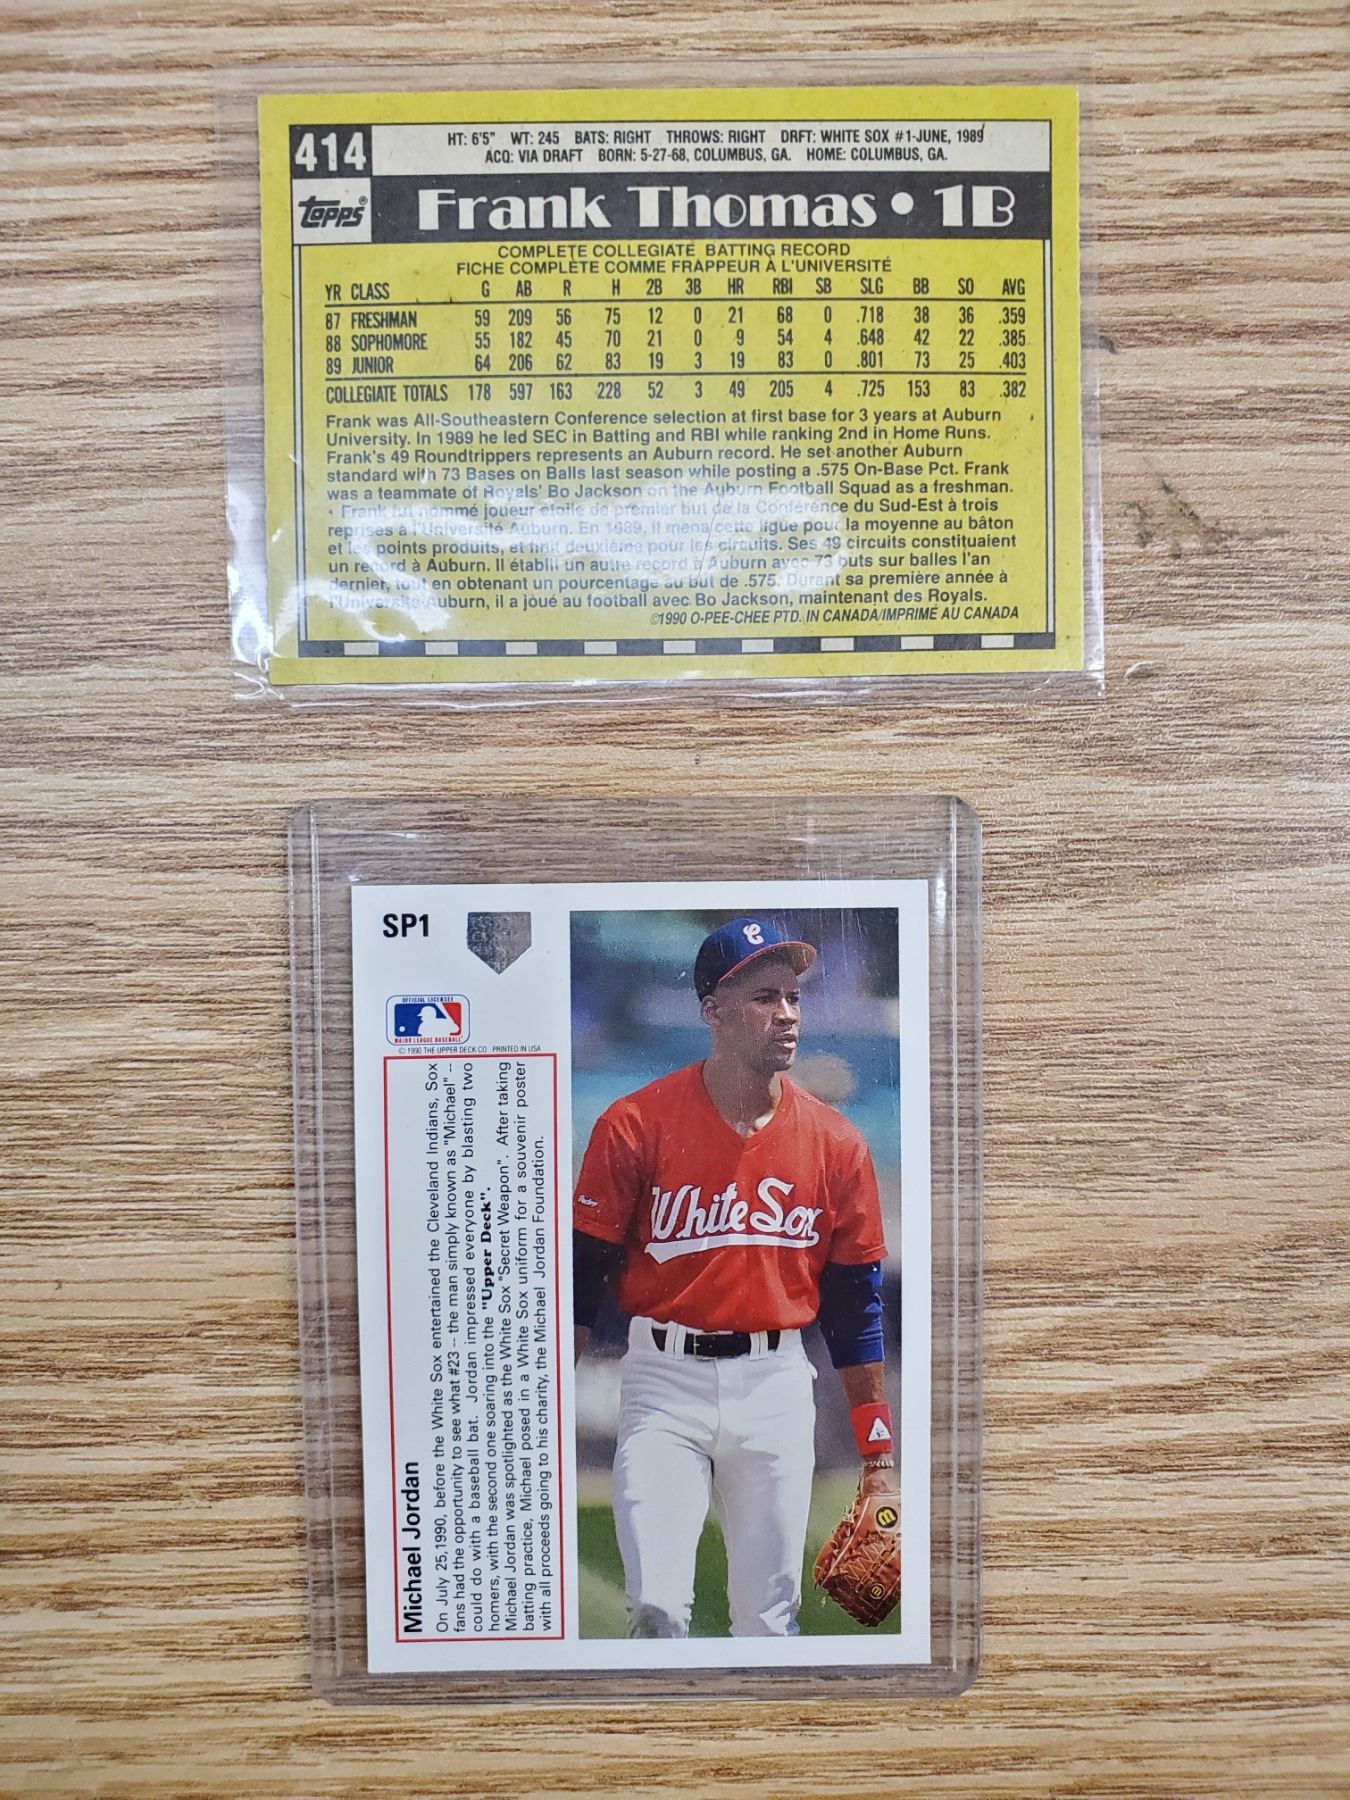 414
HT: 6'5" WT: 245 BATS: RIGHT THROWS: RIGHT DRFT: WHITE SOX #1-JUNE, 1989
ACQ: VIA DRAFT BORN: 5-27-68, COLUMBUS, GA. HOME: COLUMBUS, GA.
Topps®
Frank Thomas • 1B
COMPLETE COLLEGIATE BATTING RECORD
FICHE COMPLÈTE COMME FRAPPEUR À L'UNIVERSITÉ
YR CLASS G AB R H 2B 3B HR RBI SB SLG BB SO AVG
87 FRESHMAN 59 209 56 75 12 0 21 68 0 .718 38 36 .359
88 SOPHOMORE 55 182 45 70 21 0 9 54 4 .648 42 22 .385
89 JUNIOR 64 206 62 83 19 3 19 83 0 .801 73 25 .403
COLLEGIATE TOTALS 178 597 163 228 52 3 49 205 4 .725 153 83 .382
Frank was All-Southeastern Conference selection at first base for 3 years at Auburn
University. In 1989 he led SEC in Batting and RBI while ranking 2nd in Home Runs.
Frank's 49 Roundtrippers represents an Auburn record. He set another Auburn
standard with 73 Bases on Balls last season while posting a .575 On-Base Pct. Frank
was a teammate of Royals' Bo Jackson on the Auburn Football Squad as a freshman.
• Frank fut nommé joueur étoile de premier but de la Conférence du Sud-Est à trois
reprises à l'Université Auburn. En 1989, il mena cette ligue pour la moyenne au bâton
et les points produits, et finit deuxième pour les circuits. Ses 49 circuits constituaient
un record à Auburn. Il établit un autre record à Auburn avec 73 buts sur balles l'an
dernier, tout en obtenant un pourcentage au but de .575. Durant sa première année à
l'Université Auburn, il a joué au football avec Bo Jackson, maintenant des Royals.
©1990 O-PEE-CHEE PTD. IN CANADA/IMPRIMÉ AU CANADA
SP1
OFFICIAL LICENSEE
MAJOR LEAGUE BASEBALL
© 1990 THE UPPER DECK CO. PRINTED IN USA
Michael Jordan
On July 25,1990, before the White Sox entertained the Cleveland Indians, Sox
fans had the opportunity to see what #23 -- the man simply known as "Michael" --
could do with a baseball bat. Jordan impressed everyone by blasting two
homers, with the second one soaring into the "Upper Deck".
Michael Jordan was spotlighted as the White Sox "Secret Weapon". After taking
batting practice, Michael posed in a White Sox uniform for a souvenir poster
with all proceeds going to his charity, the Michael Jordan Foundation.
C
White Sox